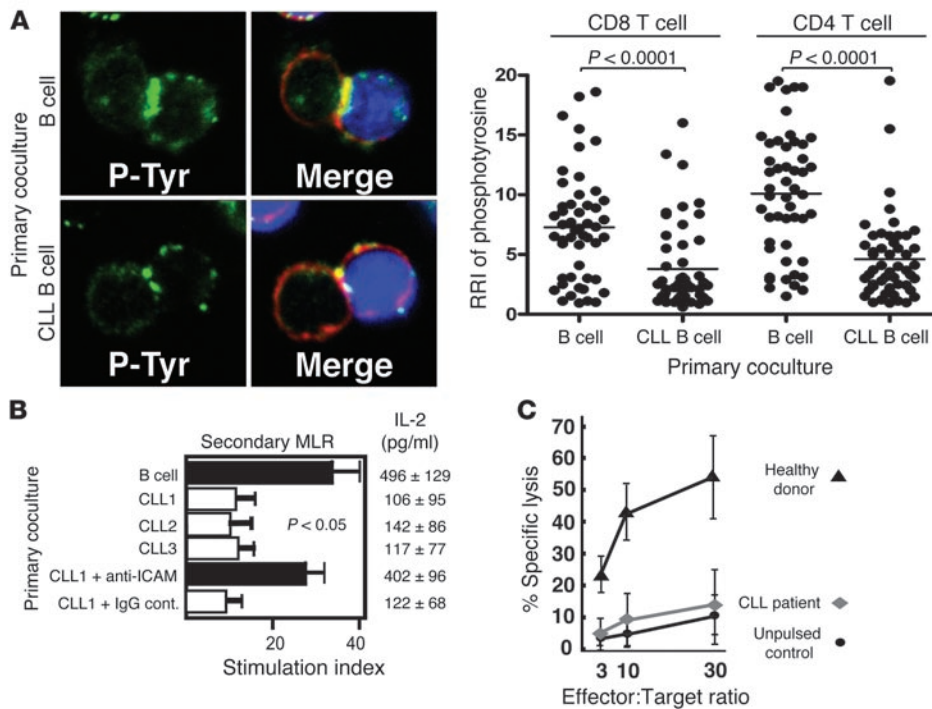 A
Primary coculture
B cell
CLL B cell
P-Tyr
Merge
P-Tyr
Merge
CD8 T cell
CD4 T cell
P < 0.0001
P < 0.0001
RRI of phosphotyrosine
20
15
10
5
0
B cell
CLL B cell
B cell
CLL B cell
Primary coculture
B
Secondary MLR
IL-2
(pg/ml)
Primary coculture
B cell
496 ± 129
CLL1
106 ± 95
CLL2
P < 0.05
142 ± 86
CLL3
117 ± 77
CLL1 + anti-ICAM
402 ± 96
CLL1 + IgG cont.
122 ± 68
20
40
Stimulation index
C
% Specific lysis
70
60
50
40
30
20
10
0
3
10
30
Effector:Target ratio
Healthy
donor
CLL patient
Unpulsed
control